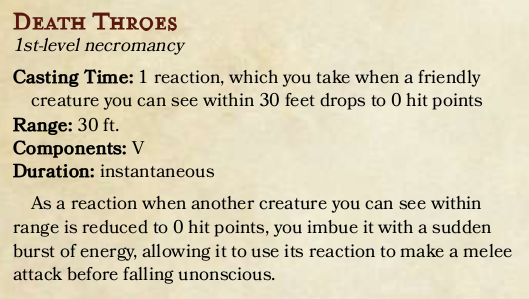 Death Throes
1st-level necromancy
Casting Time: 1 reaction, which you take when a friendly
creature you can see within 30 feet drops to 0 hit points
Range: 30 ft.
Components: V
Duration: instantaneous
As a reaction when another creature you can see within
range is reduced to 0 hit points, you imbue it with a sudden
burst of energy, allowing it to use its reaction to make a melee
attack before falling unonscious.